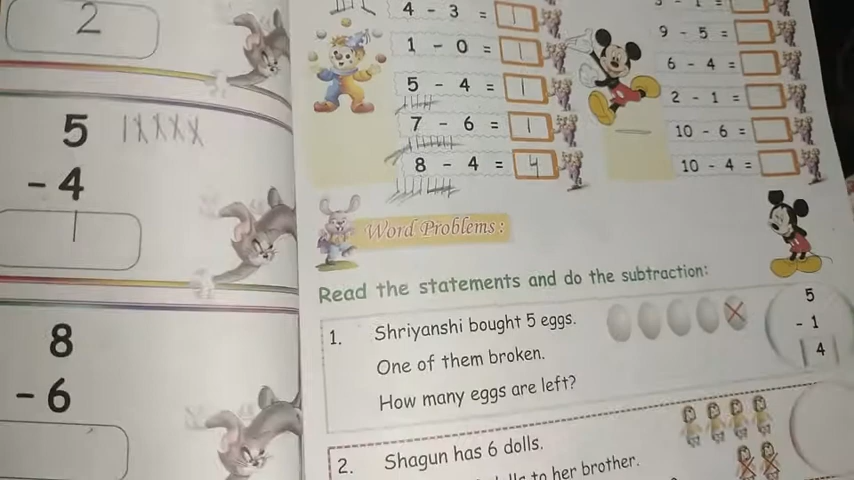 2
5
- 4
1
8
- 6
4 - 3 = 1
1 - 0 = 1
5 - 4 = 1
7 - 6 = 1
8 - 4 = 4
9 - 5 =
6 - 4 =
2 - 1 =
10 - 6 =
10 - 4 =
Word Problems:
Read the statements and do the subtraction:
1. Shriyanshi bought 5 eggs.
One of them broken.
How many eggs are left?
5
- 1
4
2. Shagun has 6 dolls.
to her brother.